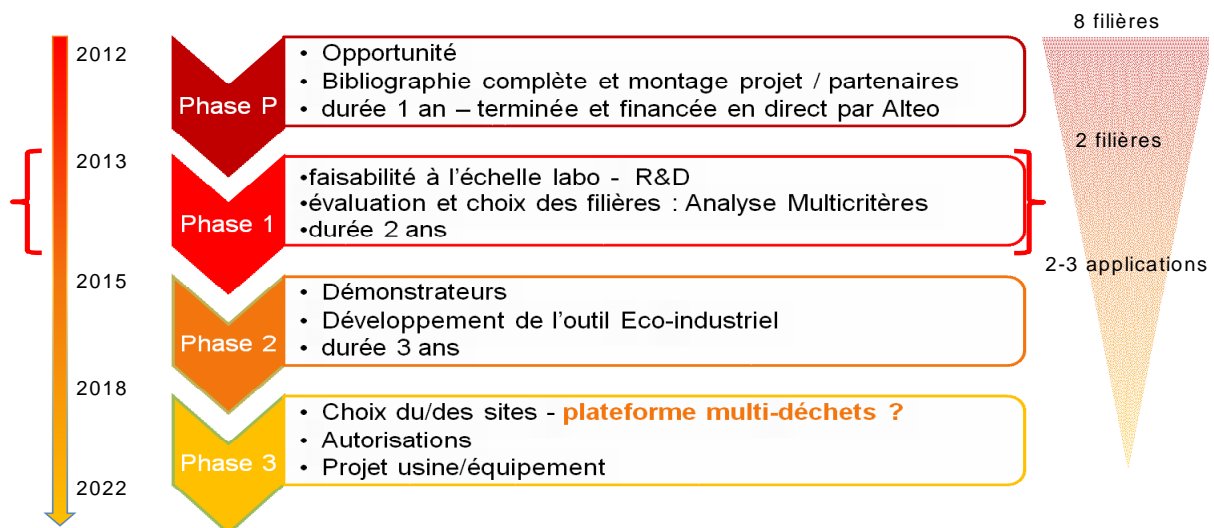 8 filières
2012
Phase P
• Opportunité
• Bibliographie complète et montage projet / partenaires
• durée 1 an – terminée et financée en direct par Alteo
2 filières
2013
Phase 1
•faisabilité à l'échelle labo - R&D
•évaluation et choix des filières : Analyse Multicritères
•durée 2 ans
2-3 applications
2015
Phase 2
• Démonstrateurs
• Développement de l'outil Eco-industriel
• durée 3 ans
2018
Phase 3
• Choix du/des sites - plateforme multi-déchets ?
• Autorisations
• Projet usine/équipement
2022